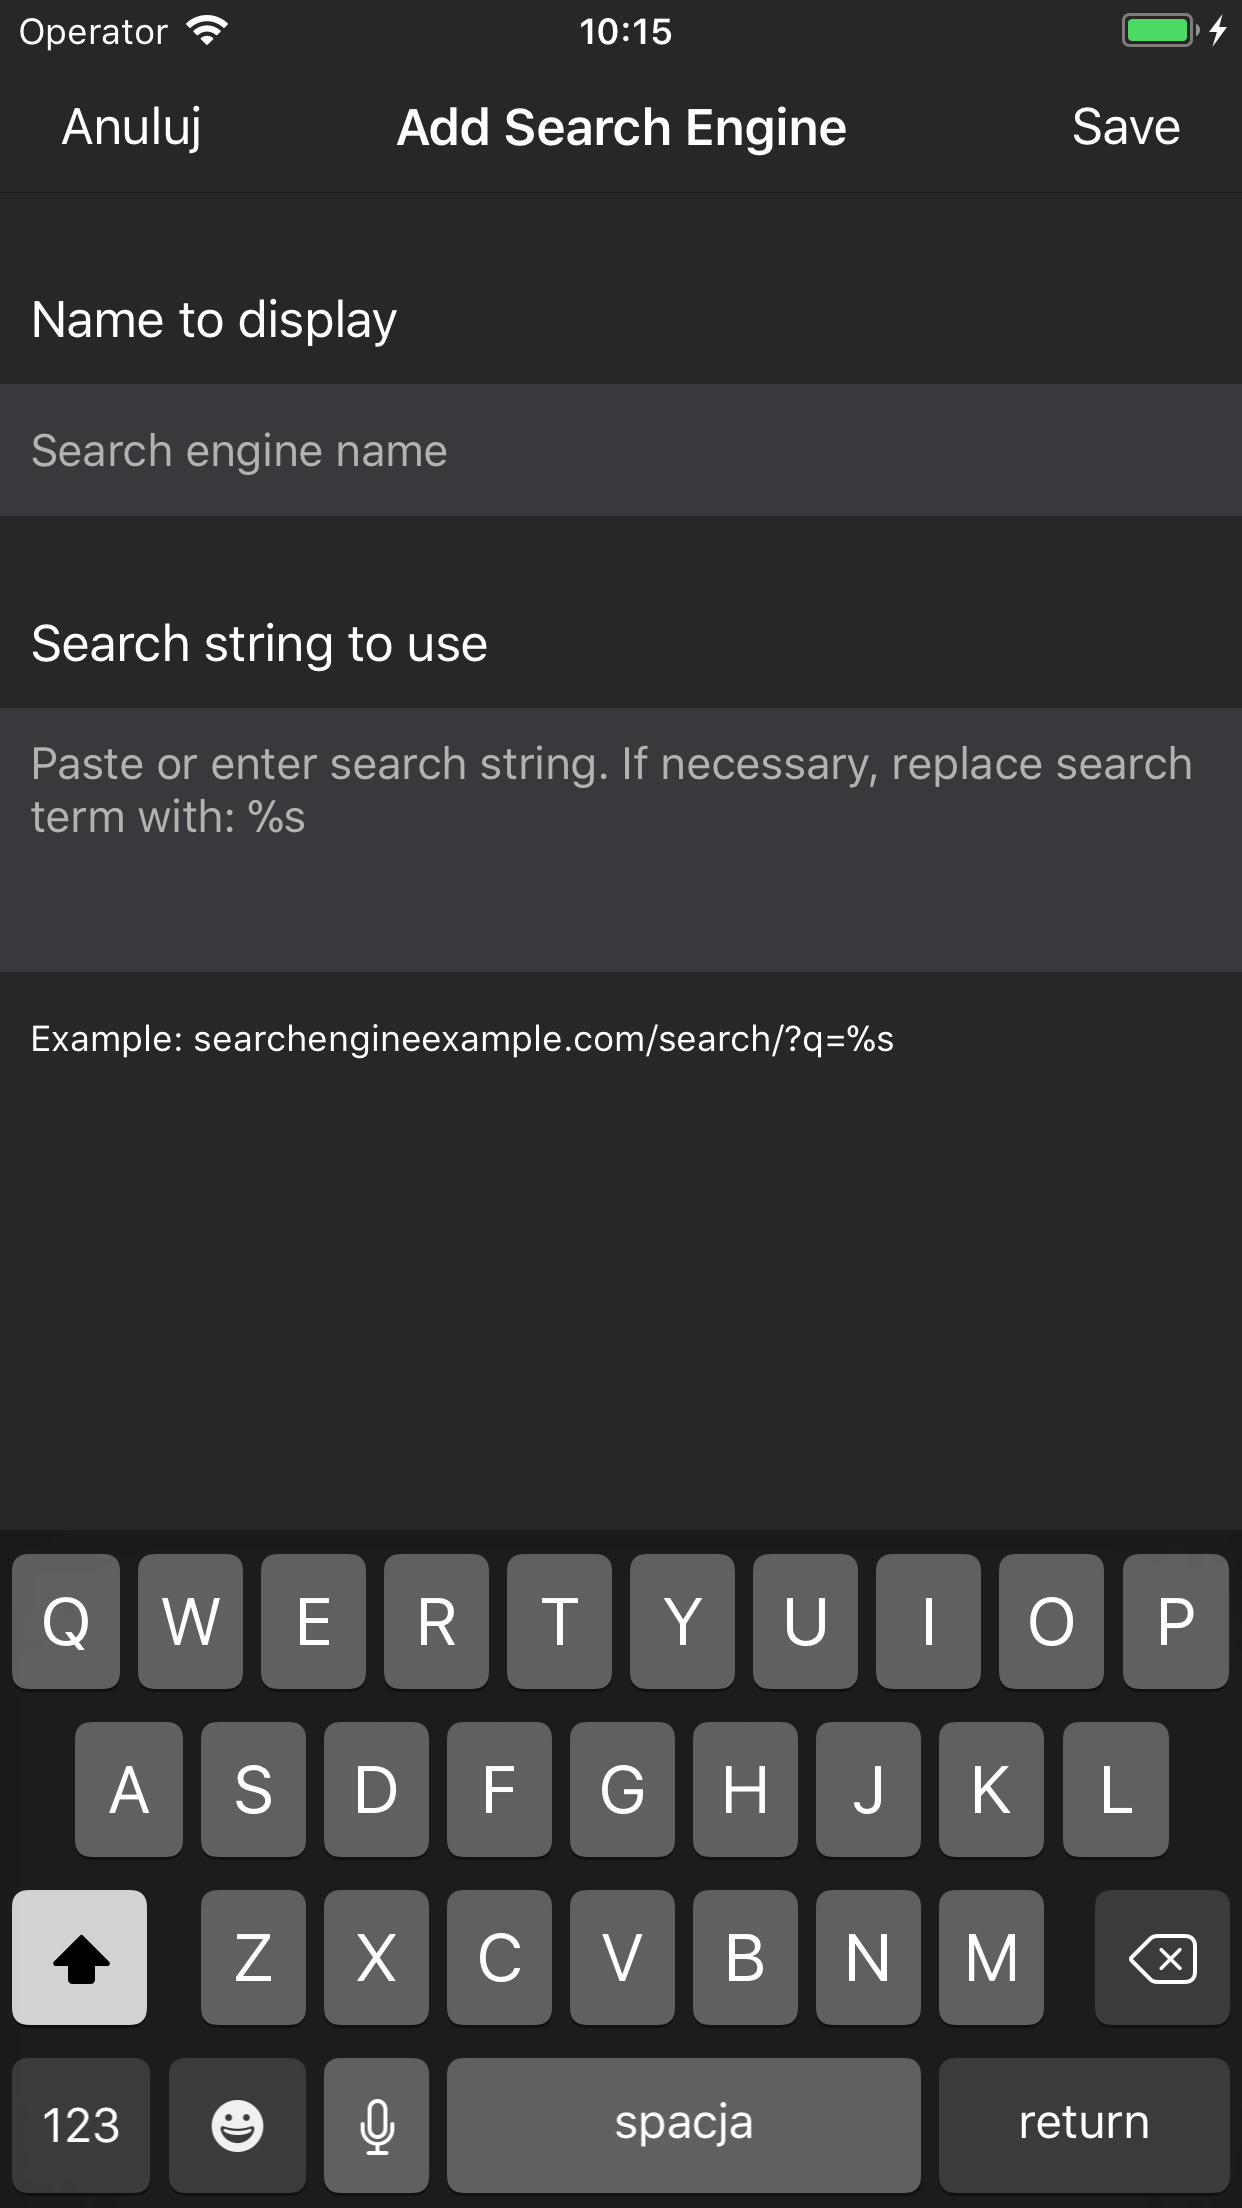 Operator 10:15
Anuluj Add Search Engine Save
Name to display
Search engine name
Search string to use
Paste or enter search string. If necessary, replace search
term with: %s
Example: searchengineexample.com/search/?q=%s
Q W E R T Y U I O P
A S D F G H J K L
Z X C V B N M
123 spacja return